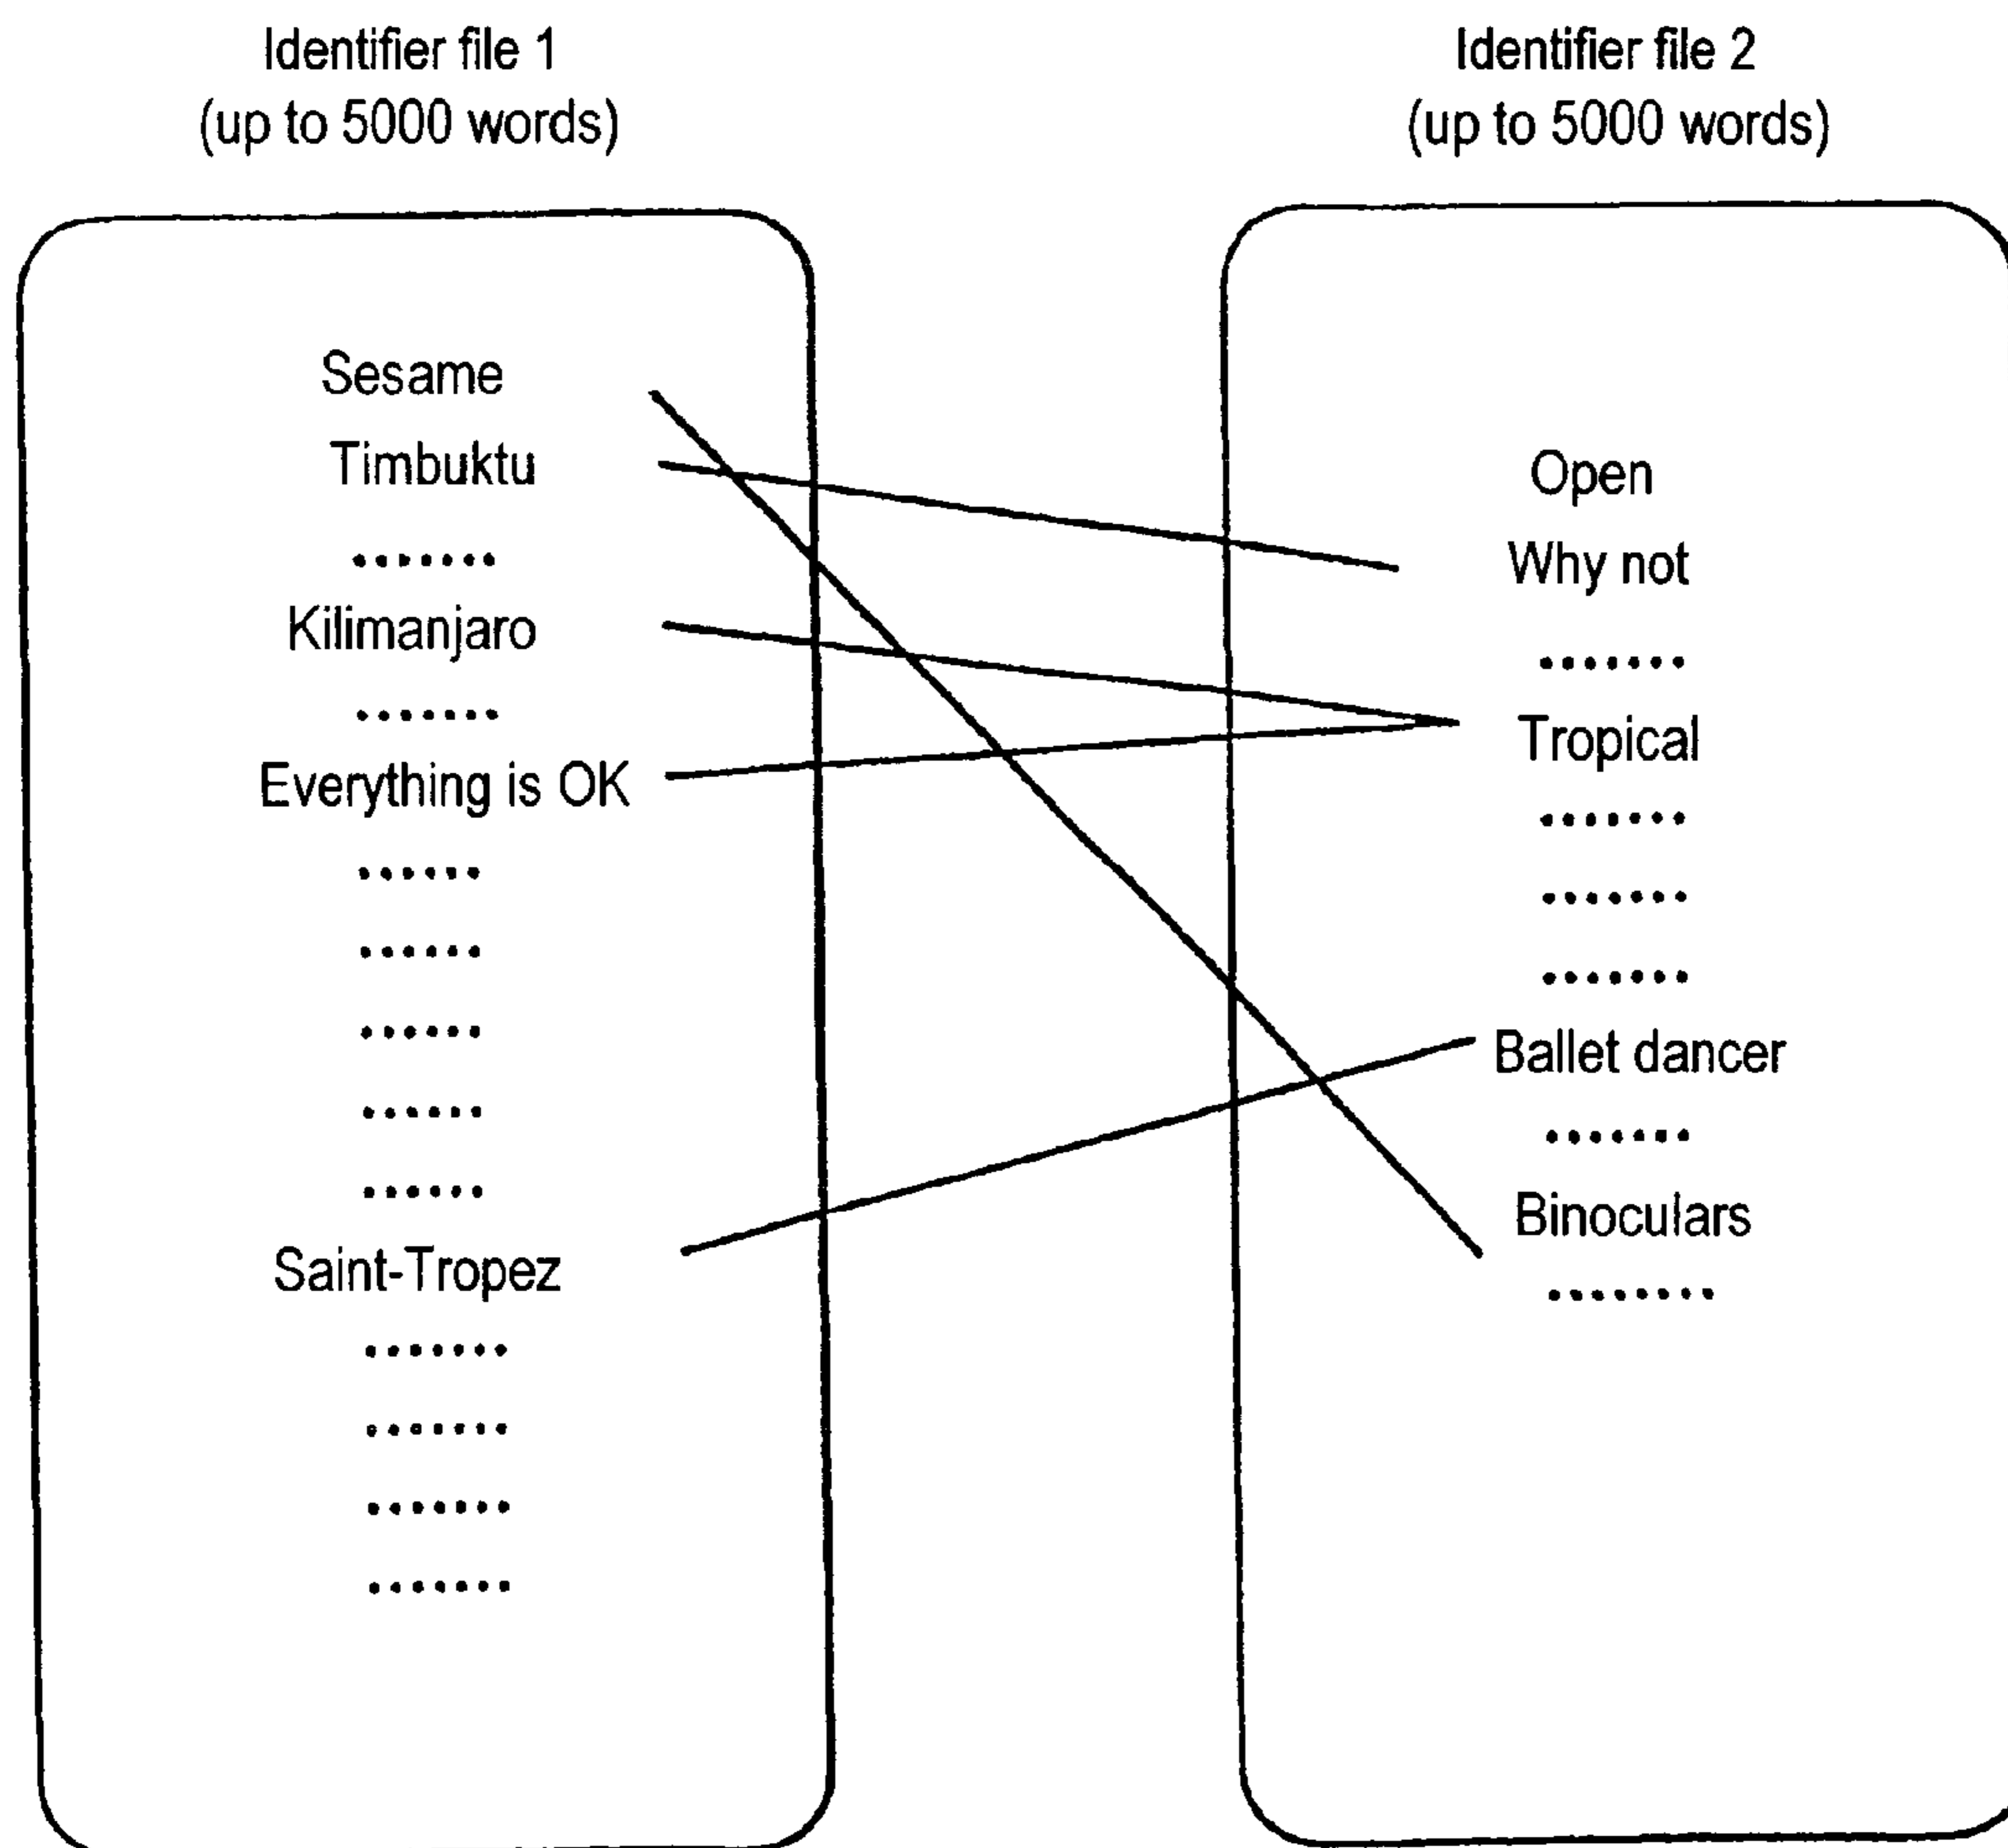 Identifier file 1
(up to 5000 words)
Sesame
Timbuktu
.......
Kilimanjaro
.......
Everything is OK
......
......
......
......
......
Saint-Tropez
.......
.......
.......
.......
Identifier file 2
(up to 5000 words)
Open
Why not
.......
Tropical
.......
.......
.......
Ballet dancer
.......
Binoculars
........